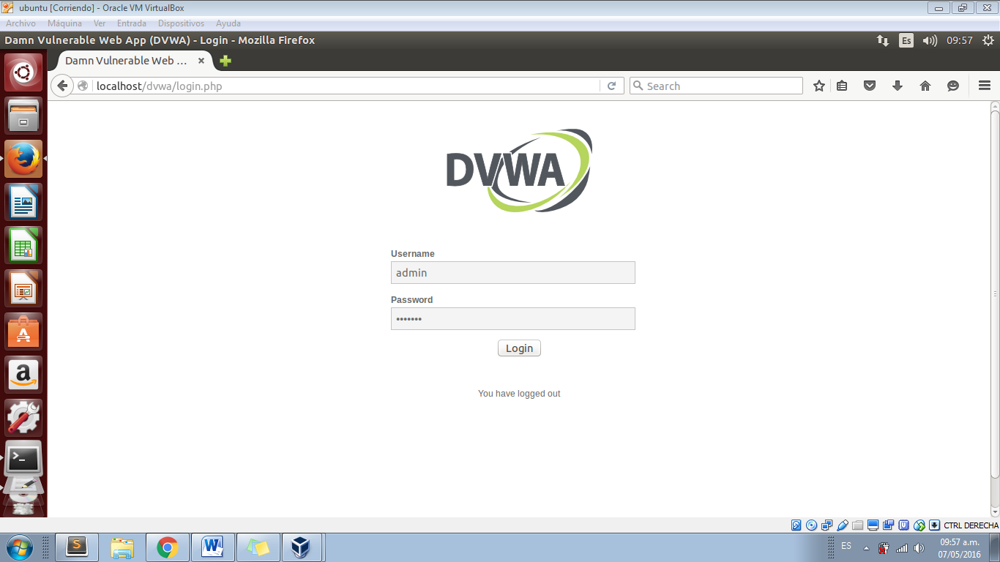 ubuntu [Corriendo] - Oracle VM VirtualBox
Archivo Máquina Ver Entrada Dispositivos Ayuda
Damn Vulnerable Web App (DVWA) - Login - Mozilla Firefox
Es 09:57
Damn Vulnerable Web ...
localhost/dvwa/login.php
Search
DVWA
Username
admin
Password
•••••••
Login
You have logged out
CTRL DERECHA
ES
09:57 a.m.
07/05/2016